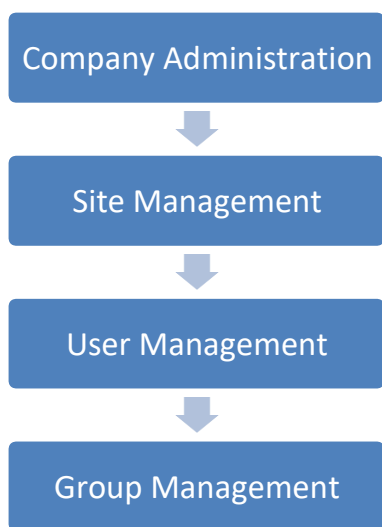 Company Administration
Site Management
User Management
Group Management